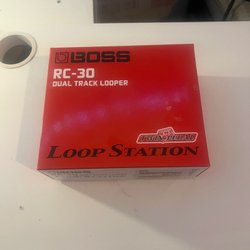 BOSS
RC-30
DUAL TRACK LOOPER
LOOP STATION